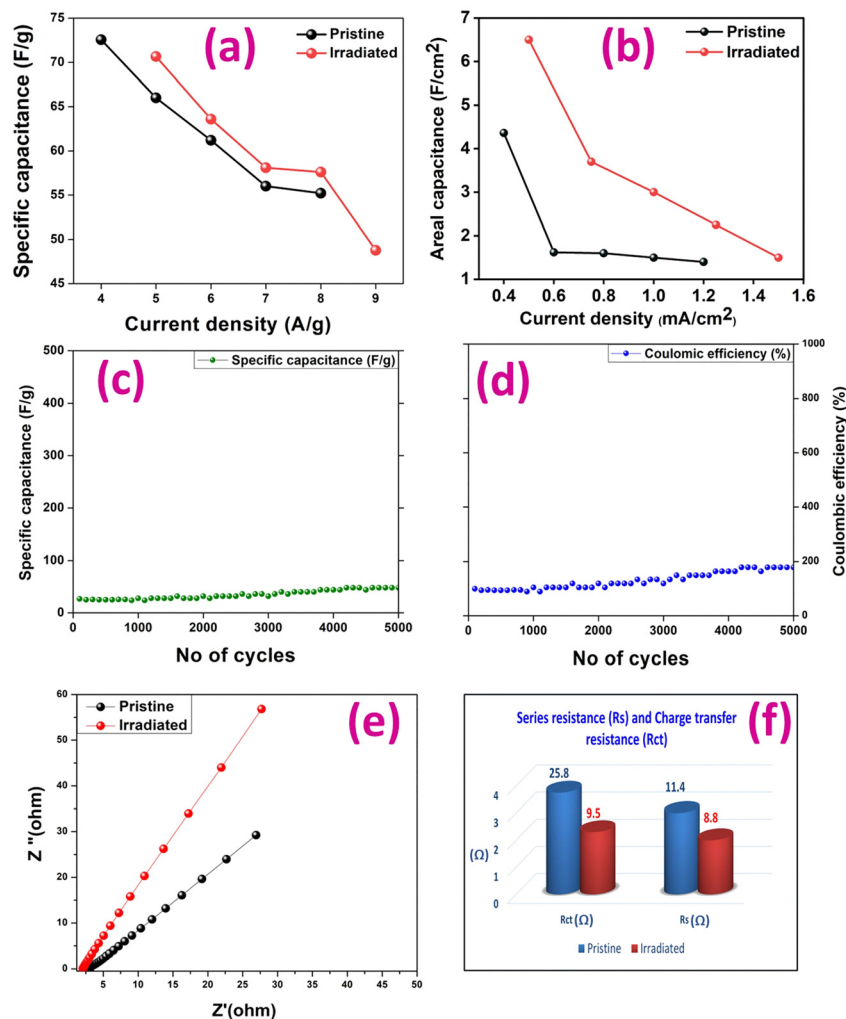 (a)
Pristine
Irradiated
Specific capacitance (F/g)
75
70
65
60
55
50
45
4 5 6 7 8 9
Current density (A/g)
(b)
Pristine
Irradiated
Areal capacitance (F/cm²)
7
6
5
4
3
2
1
0.4 0.6 0.8 1.0 1.2 1.4 1.6
Current density (mA/cm²)
(c)
Specific capacitance (F/g)
Specific capacitance (F/g)
500
400
300
200
100
0
0 1000 2000 3000 4000 5000
No of cycles
(d)
Coulomic efficiency (%)
1000
800
600
400
200
0
Coulombic efficiency (%)
0 1000 2000 3000 4000 5000
No of cycles
(e)
Pristine
Irradiated
Z "(ohm)
60
50
40
30
20
10
0
5 10 15 20 25 30 35 40 45 50
Z'(ohm)
(f)
Series resistance (Rs) and Charge transfer
resistance (Rct)
25.8
9.5
11.4
8.8
4
3
2
1
0
(Ω)
Rct (Ω) Rs (Ω)
Pristine Irradiated